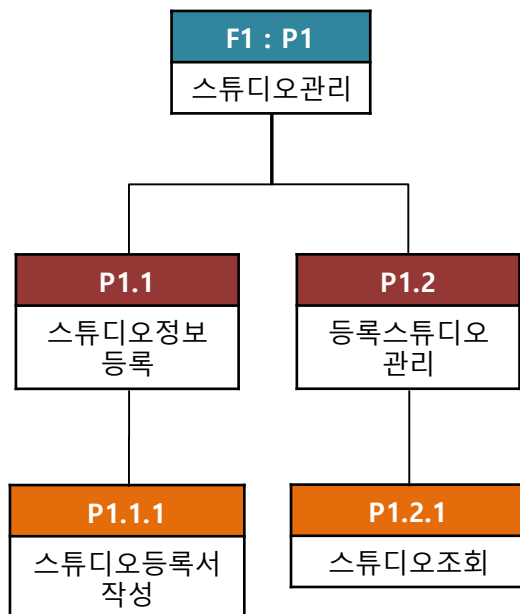 F1 : P1
스튜디오관리
P1.1
스튜디오정보
등록
P1.2
등록스튜디오
관리
P1.1.1
스튜디오등록서
작성
P1.2.1
스튜디오조회